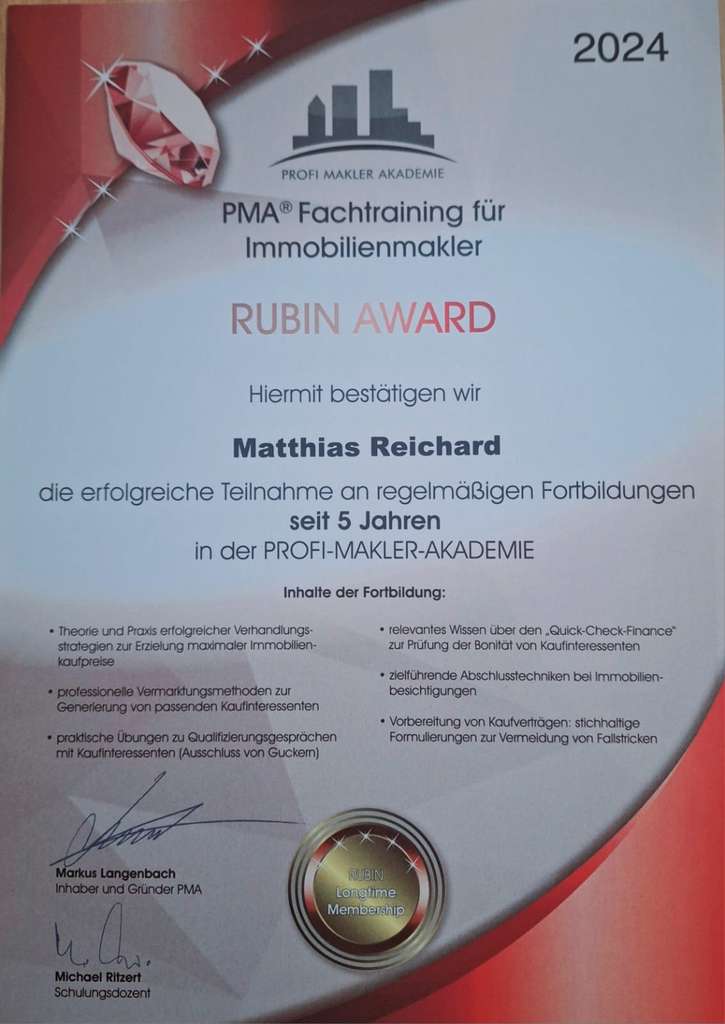 2024
PROFI MAKLER AKADEMIE
PMA® Fachtraining für
Immobilienmakler
RUBIN AWARD
Hiermit bestätigen wir
Matthias Reichard
die erfolgreiche Teilnahme an regelmäßigen Fortbildungen
seit 5 Jahren
in der PROFI-MAKLER-AKADEMIE
Inhalte der Fortbildung:
• Theorie und Praxis erfolgreicher Verhandlungs-
strategien zur Erzielung maximaler Immobilien-
kaufpreise
• professionelle Vermarktungsmethoden zur
Generierung von passenden Kaufinteressenten
• praktische Übungen zu Qualifizierungsgesprächen
mit Kaufinteressenten (Ausschluss von Guckern)
• relevantes Wissen über den „Quick-Check-Finance"
zur Prüfung der Bonität von Kaufinteressenten
• zielführende Abschlusstechniken bei Immobilien-
besichtigungen
• Vorbereitung von Kaufverträgen: stichhaltige
Formulierungen zur Vermeidung von Fallstricken
Markus Langenbach
Inhaber und Gründer PMA
Michael Ritzert
Schulungsdozent
RUBIN
Longtime
Membership